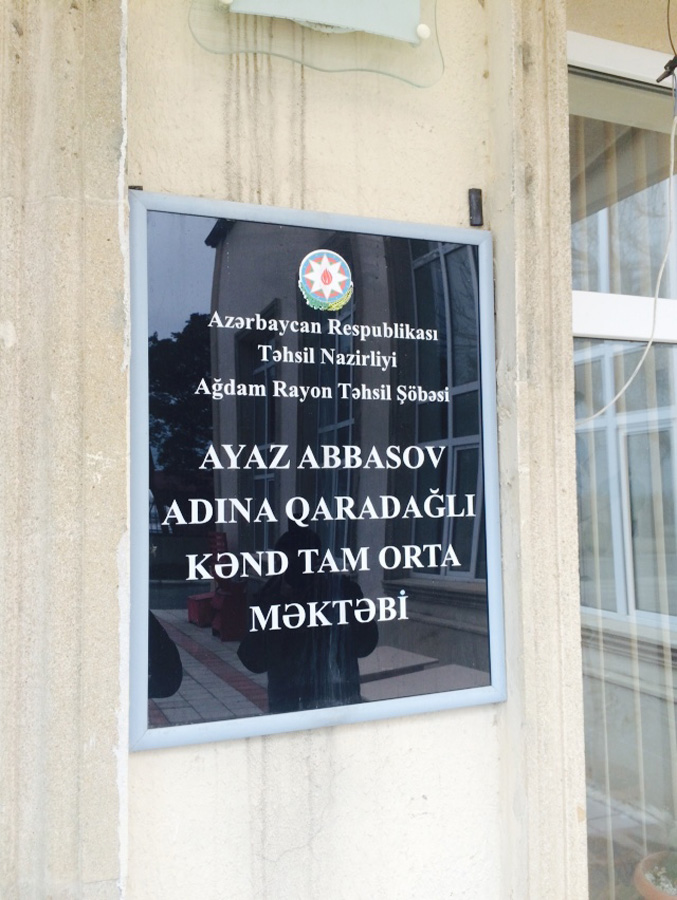 Azərbaycan Respublikası
Təhsil Nazirliyi
Ağdam Rayon Təhsil Şöbəsi
AYAZ ABBASOV
ADINA QARADAĞLI
KƏND TAM ORTA
MƏKTƏBİ